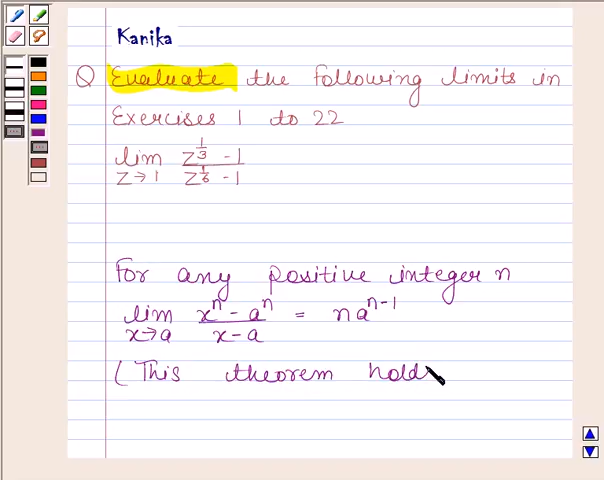 Kanika
Q Evaluate the following limits in
Exercises 1 to 22
lim z→1 (z^{1/3} - 1)/(z^{1/6} - 1)
For any positive integer n
lim x→a (x^n - a^n)/(x - a) = na^{n-1}
(This theorem hold